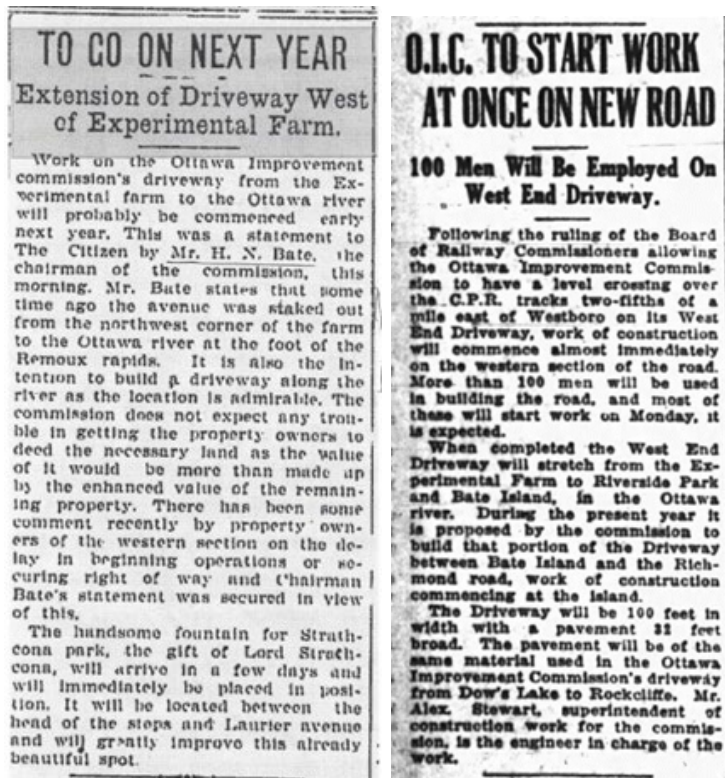 TO GO ON NEXT YEAR
Extension of Driveway West
of Experimental Farm.
Work on the Ottawa Improvement
commission's driveway from the Ex-
perimental farm to the Ottawa river
will probably be commenced early
next year. This was a statement to
The Citizen by Mr. H. N. Bate, the
chairman of the commission, this
morning. Mr. Bate states that some
time ago the avenue was staked out
from the northwest corner of the farm
to the Ottawa river at the foot of the
Remoux rapids. It is also the in-
tention to build a driveway along the
river as the location is admirable. The
commission does not expect any trou-
ble in getting the property owners to
deed the necessary land as the value
of it would be more than made up
by the enhanced value of the remain-
ing property. There has been some
comment recently by property own-
ers of the western section on the de-
lay in beginning operations or se-
curing right of way and Chairman
Bate's statement was secured in view
of this.
The handsome fountain for Strath-
cona park, the gift of Lord Strath-
cona, will arrive in a few days and
will immediately be placed in posi-
tion. It will be located between the
head of the steps and Laurier avenue
and will greatly improve this already
beautiful spot.
O.I.C. TO START WORK
AT ONCE ON NEW ROAD
100 Men Will Be Employed On
West End Driveway.
Following the ruling of the Board
of Railway Commissioners allowing
the Ottawa Improvement Commis-
sion to have a level crossing over
the C.P.R. tracks two-fifths of a
mile east of Westboro on its West
End Driveway, work of construction
will commence almost immediately
on the western section of the road.
More than 100 men will be used
in building the road, and most of
these will start work on Monday, it
is expected.
When completed the West End
Driveway will stretch from the Ex-
perimental Farm to Riverside Park
and Bate Island, in the Ottawa
river. During the present year it
is proposed by the commission to
build that portion of the Driveway
between Bate Island and the Rich-
mond road, work of construction
commencing at the island.
The Driveway will be 100 feet in
width with a pavement 32 feet
broad. The pavement will be of the
same material used in the Ottawa
Improvement Commission's driveway
from Dow's Lake to Rockcliffe. Mr.
Alex. Stewart, superintendent of
construction work for the commis-
sion, is the engineer in charge of the
work.